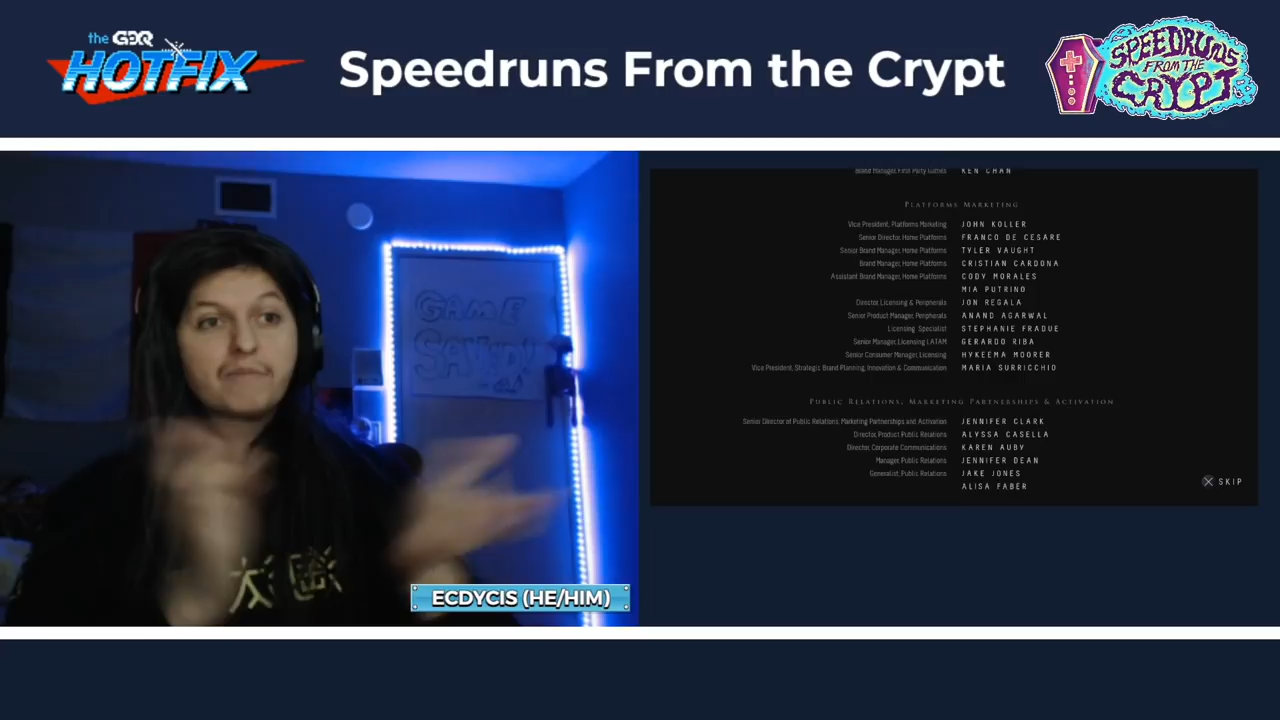 the GDQ
HOTFIX
Speedruns From the Crypt
SPEEDRUNS
FROM THE
CRYPT
Brand Manager, First Party Games KEN CHAN
PLATFORMS MARKETING
Vice President, Platforms Marketing JOHN KOLLER
Senior Director, Home Platforms FRANCO DE CESARE
Senior Brand Manager, Home Platforms TYLER VAUGHT
Brand Manager, Home Platforms CRISTIAN CARDONA
Assistant Brand Manager, Home Platforms CODY MORALES
MIA PUTRINO
Director, Licensing & Peripherals JON REGALA
Senior Product Manager, Peripherals ANAND AGARWAL
Licensing Specialist STEPHANIE FRADUE
Senior Manager, Licensing LATAM GERARDO RIBA
Senior Consumer Manager, Licensing HYKEEMA MOORER
Vice President, Strategic Brand Planning, Innovation & Communication MARIA SURRICCHIO
PUBLIC RELATIONS, MARKETING PARTNERSHIPS & ACTIVATION
Senior Director of Public Relations, Marketing Partnerships and Activation JENNIFER CLARK
Director, Product Public Relations ALYSSA CASELLA
Director, Corporate Communications KAREN AUBY
Manager, Public Relations JENNIFER DEAN
Generalist, Public Relations JAKE JONES
ALISA FABER
SKIP
GAME
ECDYCIS (HE/HIM)